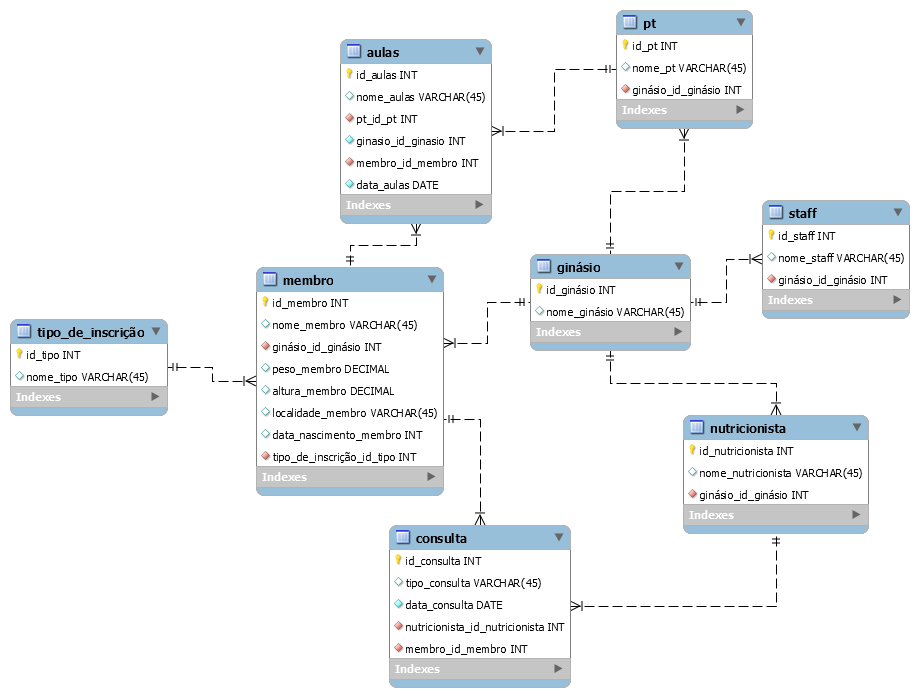 pt
id_pt INT
nome_pt VARCHAR(45)
ginásio_id_ginásio INT
Indexes
aulas
id_aulas INT
nome_aulas VARCHAR(45)
pt_id_pt INT
ginasio_id_ginasio INT
membro_id_membro INT
data_aulas DATE
Indexes
staff
id_staff INT
nome_staff VARCHAR(45)
ginásio_id_ginásio INT
Indexes
ginásio
id_ginásio INT
nome_ginásio VARCHAR(45)
Indexes
membro
id_membro INT
nome_membro VARCHAR(45)
ginásio_id_ginásio INT
peso_membro DECIMAL
altura_membro DECIMAL
localidade_membro VARCHAR(45)
data_nascimento_membro INT
tipo_de_inscrição_id_tipo INT
Indexes
tipo_de_inscrição
id_tipo INT
nome_tipo VARCHAR(45)
Indexes
nutricionista
id_nutricionista INT
nome_nutricionista VARCHAR(45)
ginásio_id_ginásio INT
Indexes
consulta
id_consulta INT
tipo_consulta VARCHAR(45)
data_consulta DATE
nutricionista_id_nutricionista INT
membro_id_membro INT
Indexes